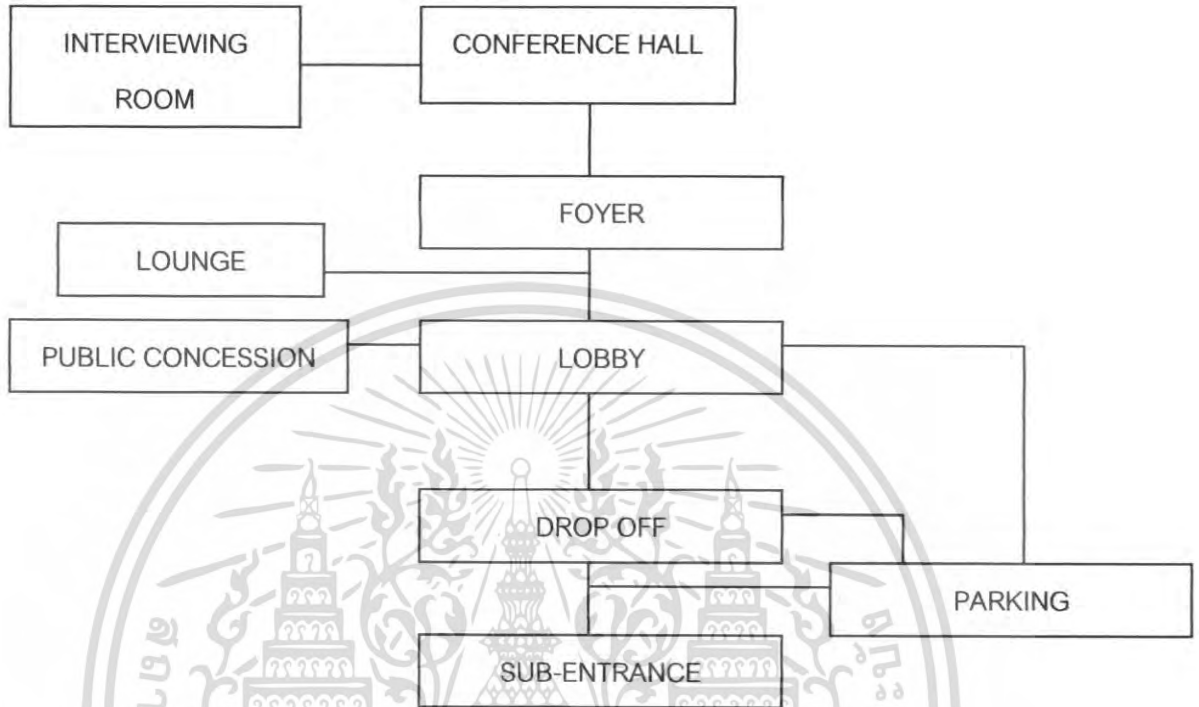 INTERVIEWING
ROOM
CONFERENCE HALL
FOYER
LOUNGE
PUBLIC CONCESSION
LOBBY
DROP OFF
PARKING
SUB-ENTRANCE